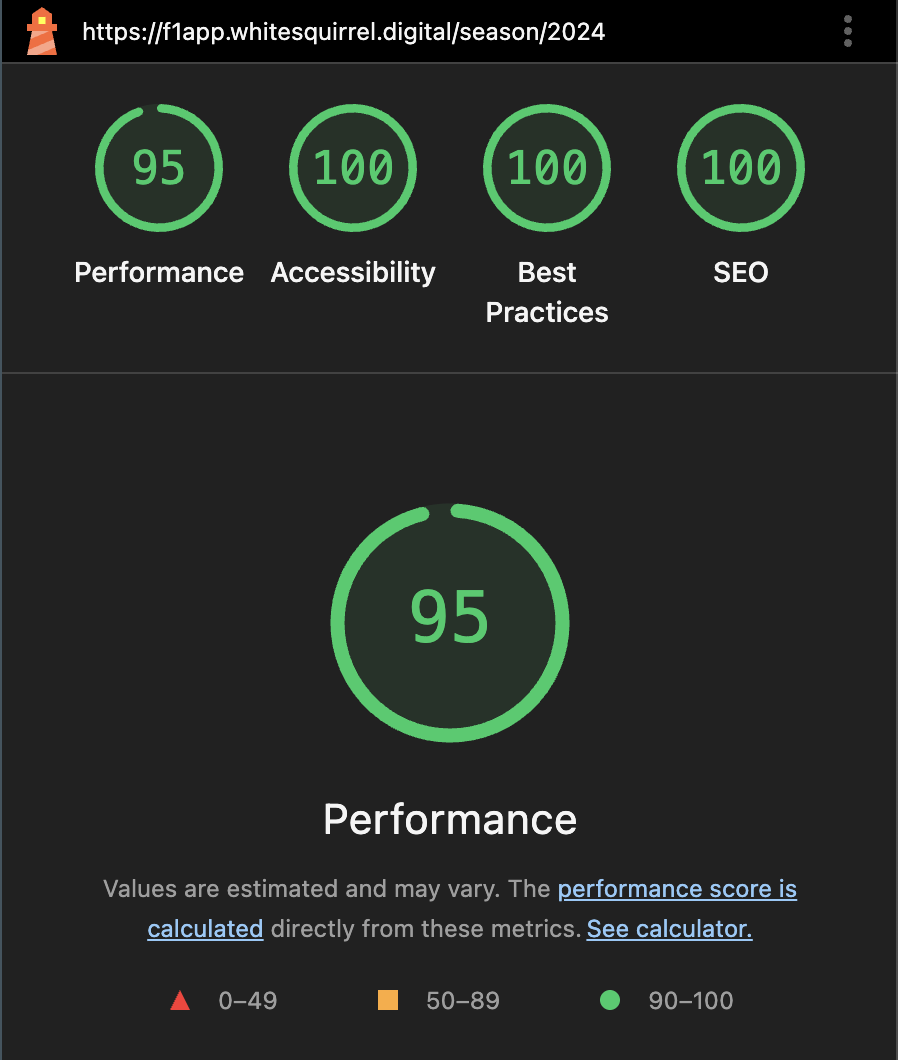 https://f1app.whitesquirrel.digital/season/2024
95
100
100
100
Performance
Accessibility
Best
Practices
SEO
95
Performance
Values are estimated and may vary. The performance score is
calculated directly from these metrics. See calculator.
0–49
50–89
90–100